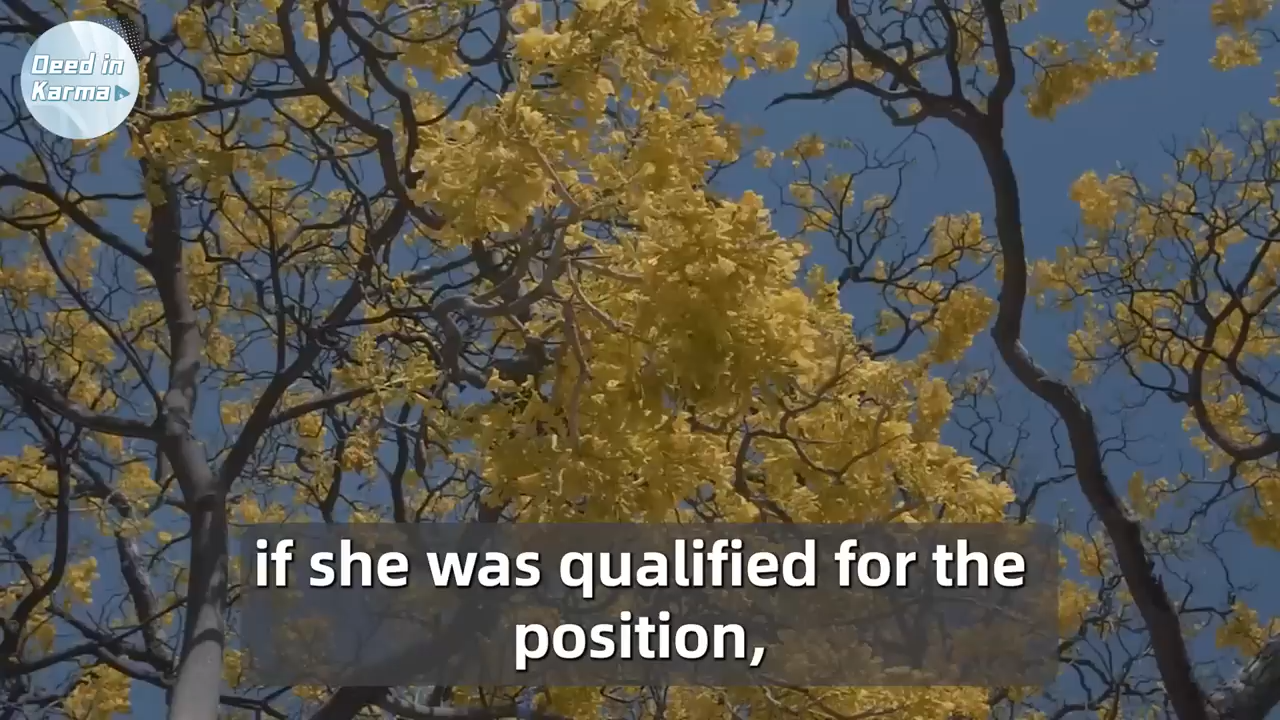 Deed in
Karma
if she was qualified for the
position,